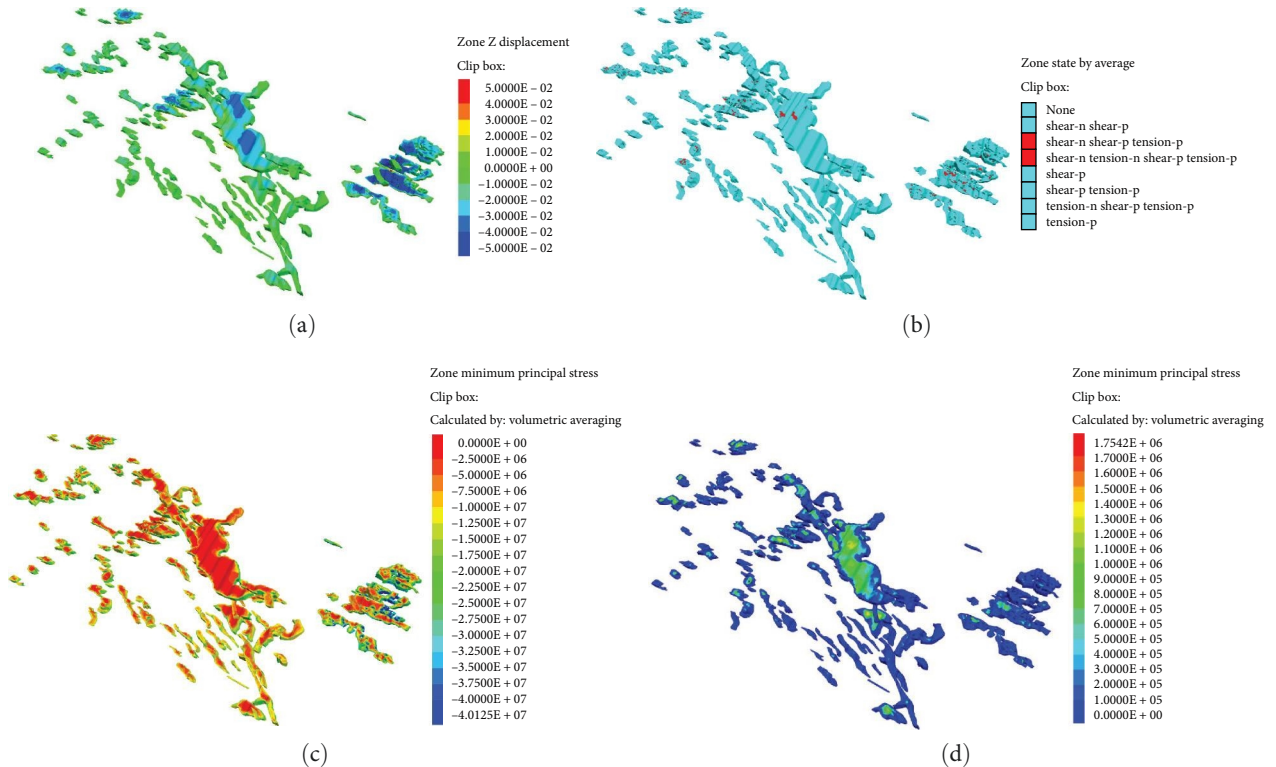 Zone Z displacement
Clip box:
5.0000E – 02
4.0000E – 02
3.0000E – 02
2.0000E – 02
1.0000E – 02
0.0000E + 00
–1.0000E – 02
–2.0000E – 02
–3.0000E – 02
–4.0000E – 02
–5.0000E – 02
(a)
Zone state by average
Clip box:
None
shear-n shear-p
shear-n shear-p tension-p
shear-n tension-n shear-p tension-p
shear-p
shear-p tension-p
tension-n shear-p tension-p
tension-p
(b)
Zone minimum principal stress
Clip box:
Calculated by: volumetric averaging
0.0000E + 00
–2.5000E + 06
–5.0000E + 06
–7.5000E + 06
–1.0000E + 07
–1.2500E + 07
–1.5000E + 07
–1.7500E + 07
–2.0000E + 07
–2.2500E + 07
–2.5000E + 07
–2.7500E + 07
–3.0000E + 07
–3.2500E + 07
–3.5000E + 07
–3.7500E + 07
–4.0000E + 07
–4.0125E + 07
(c)
Zone minimum principal stress
Clip box:
Calculated by: volumetric averaging
1.7542E + 06
1.7000E + 06
1.6000E + 06
1.5000E + 06
1.4000E + 06
1.3000E + 06
1.2000E + 06
1.1000E + 06
1.0000E + 06
9.0000E + 05
8.0000E + 05
7.0000E + 05
6.0000E + 05
5.0000E + 05
4.0000E + 05
3.0000E + 05
2.0000E + 05
1.0000E + 05
0.0000E + 00
(d)